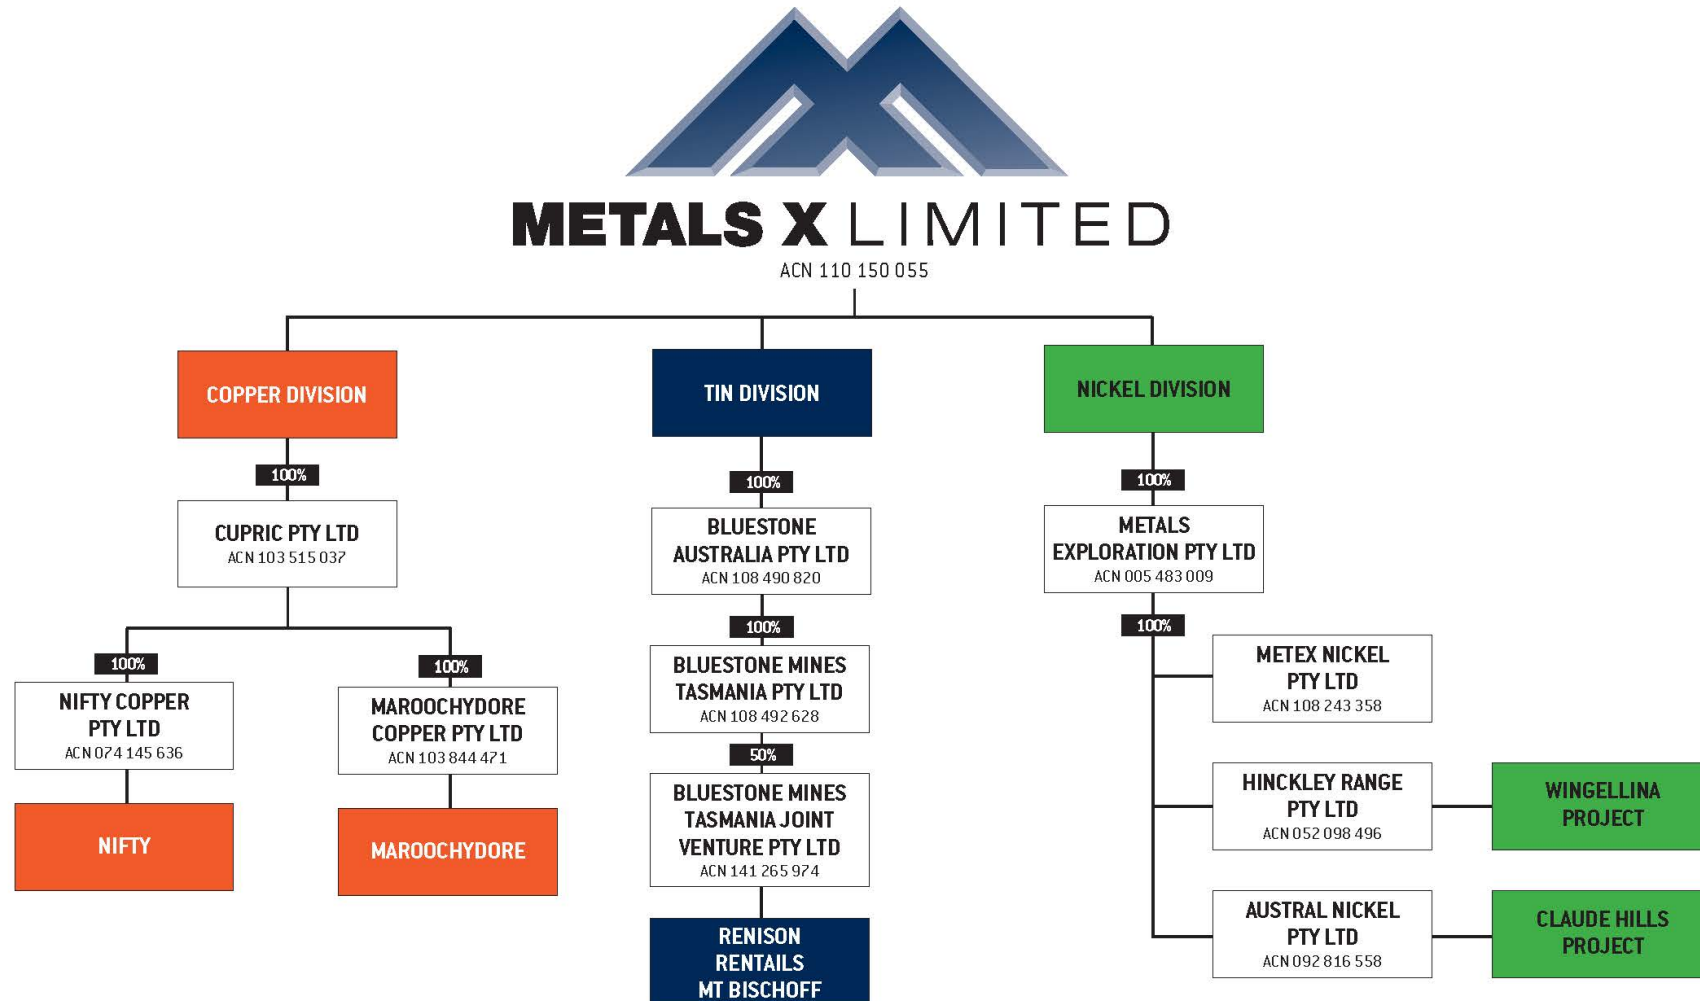 METALS X LIMITED
ACN 110 150 055
COPPER DIVISION
100%
CUPRIC PTY LTD
ACN 103 515 037
100%
NIFTY COPPER
PTY LTD
ACN 074 145 636
NIFTY
100%
MAROOCHYDORE
COPPER PTY LTD
ACN 103 844 471
MAROOCHYDORE
TIN DIVISION
100%
BLUESTONE
AUSTRALIA PTY LTD
ACN 108 490 820
100%
BLUESTONE MINES
TASMANIA PTY LTD
ACN 108 492 628
50%
BLUESTONE MINES
TASMANIA JOINT
VENTURE PTY LTD
ACN 141 265 974
RENISON
RENTAILS
MT BISCHOFF
NICKEL DIVISION
100%
METALS
EXPLORATION PTY LTD
ACN 005 483 009
100%
METEX NICKEL
PTY LTD
ACN 108 243 358
HINCKLEY RANGE
PTY LTD
ACN 052 098 496
WINGELLINA
PROJECT
AUSTRAL NICKEL
PTY LTD
ACN 092 816 558
CLAUDE HILLS
PROJECT